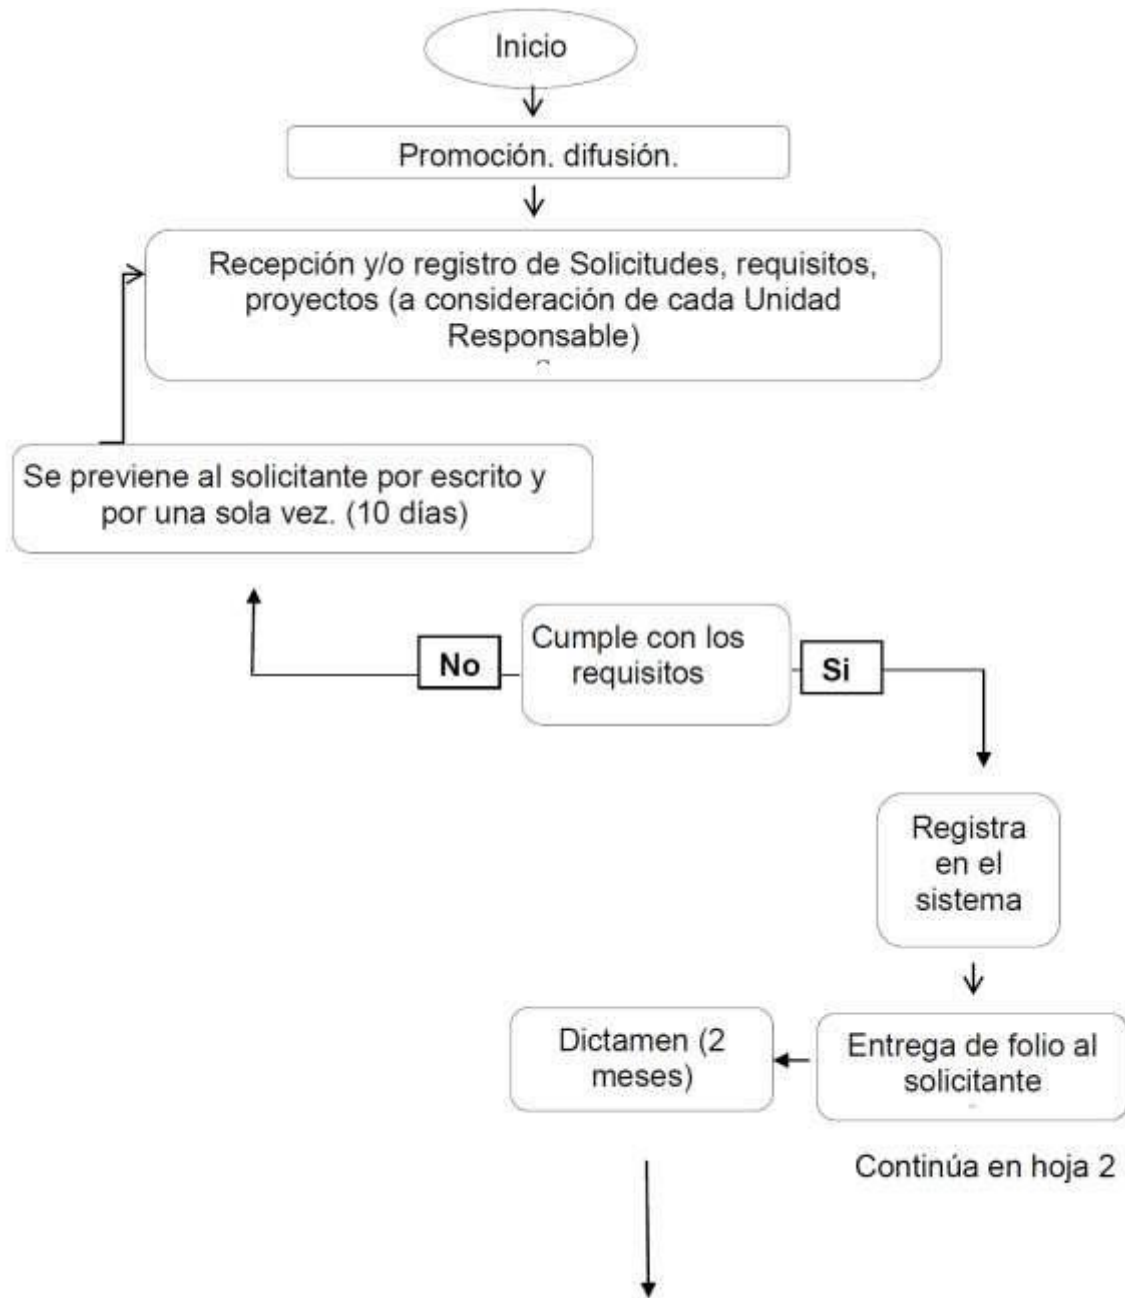 Inicio
Promoción. difusión.
Recepción y/o registro de Solicitudes, requisitos,
proyectos (a consideración de cada Unidad
Responsable)
Se previene al solicitante por escrito y
por una sola vez. (10 días)
No
Cumple con los
requisitos
Si
Registra
en el
sistema
Dictamen (2
meses)
Entrega de folio al
solicitante
Continúa en hoja 2